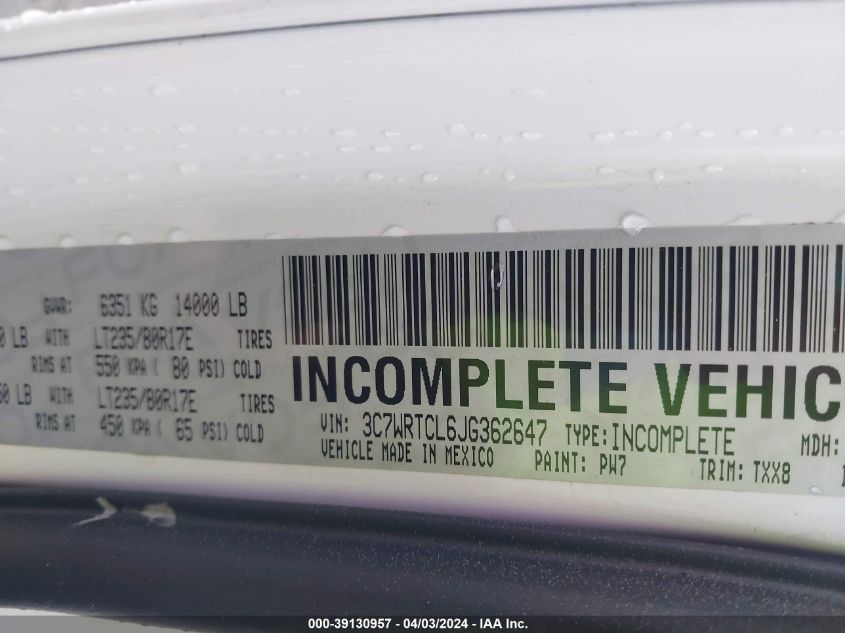 GVWR: 6351 KG 14000 LB
0 LB WITH LT235/80R17E TIRES
RIMS AT 550 KPA ( 80 PSI) COLD
60 LB WITH LT235/80R17E TIRES
450 KPA ( 65 PSI) COLD
INCOMPLETE VEHIC
VIN: 3C7WRTCL6JG362647 TYPE: INCOMPLETE MDH:
VEHICLE MADE IN MEXICO PAINT: PW7 TRIM: TXX8
000-39130957 - 04/03/2024 - IAA Inc.